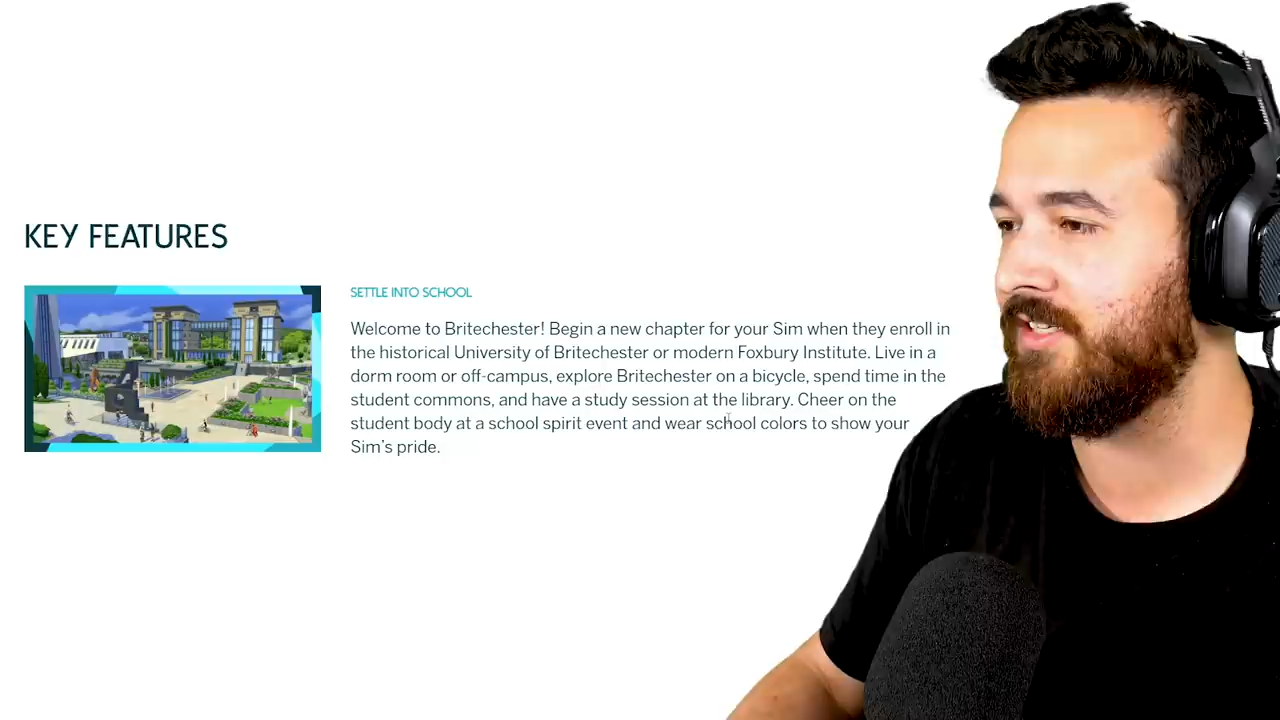 KEY FEATURES
SETTLE INTO SCHOOL
Welcome to Britechester! Begin a new chapter for your Sim when they enroll in
the historical University of Britechester or modern Foxbury Institute. Live in a
dorm room or off-campus, explore Britechester on a bicycle, spend time in the
student commons, and have a study session at the library. Cheer on the
student body at a school spirit event and wear school colors to show your
Sim's pride.